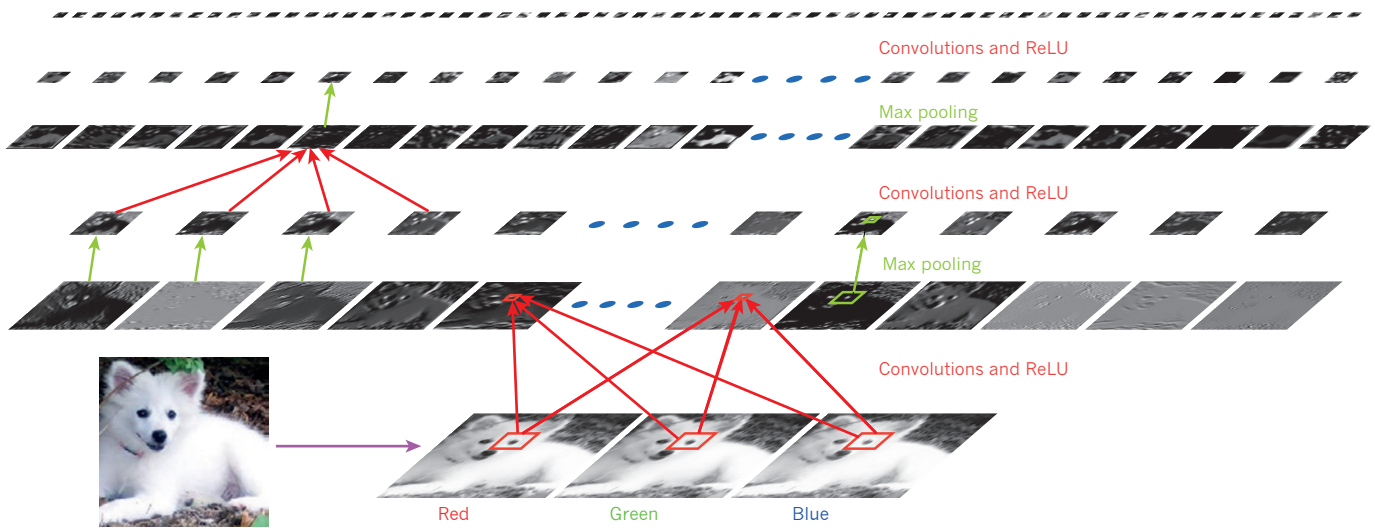 Convolutions and ReLU
Max pooling
Convolutions and ReLU
Max pooling
Convolutions and ReLU
Red Green Blue